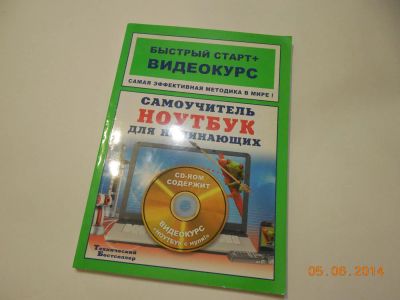 БЫСТРЫЙ СТАРТ+
ВИДЕОКУРС
САМАЯ ЭФФЕКТИВНАЯ МЕТОДИКА В МИРЕ !
САМОУЧИТЕЛЬ
НОУТБУК
ДЛЯ НАЧИНАЮЩИХ
CD-ROM
СОДЕРЖИТ
ВИДЕОКУРС
«НОУТБУК С НУЛЯ!»
Технический
Бестселлер
05.06.2014